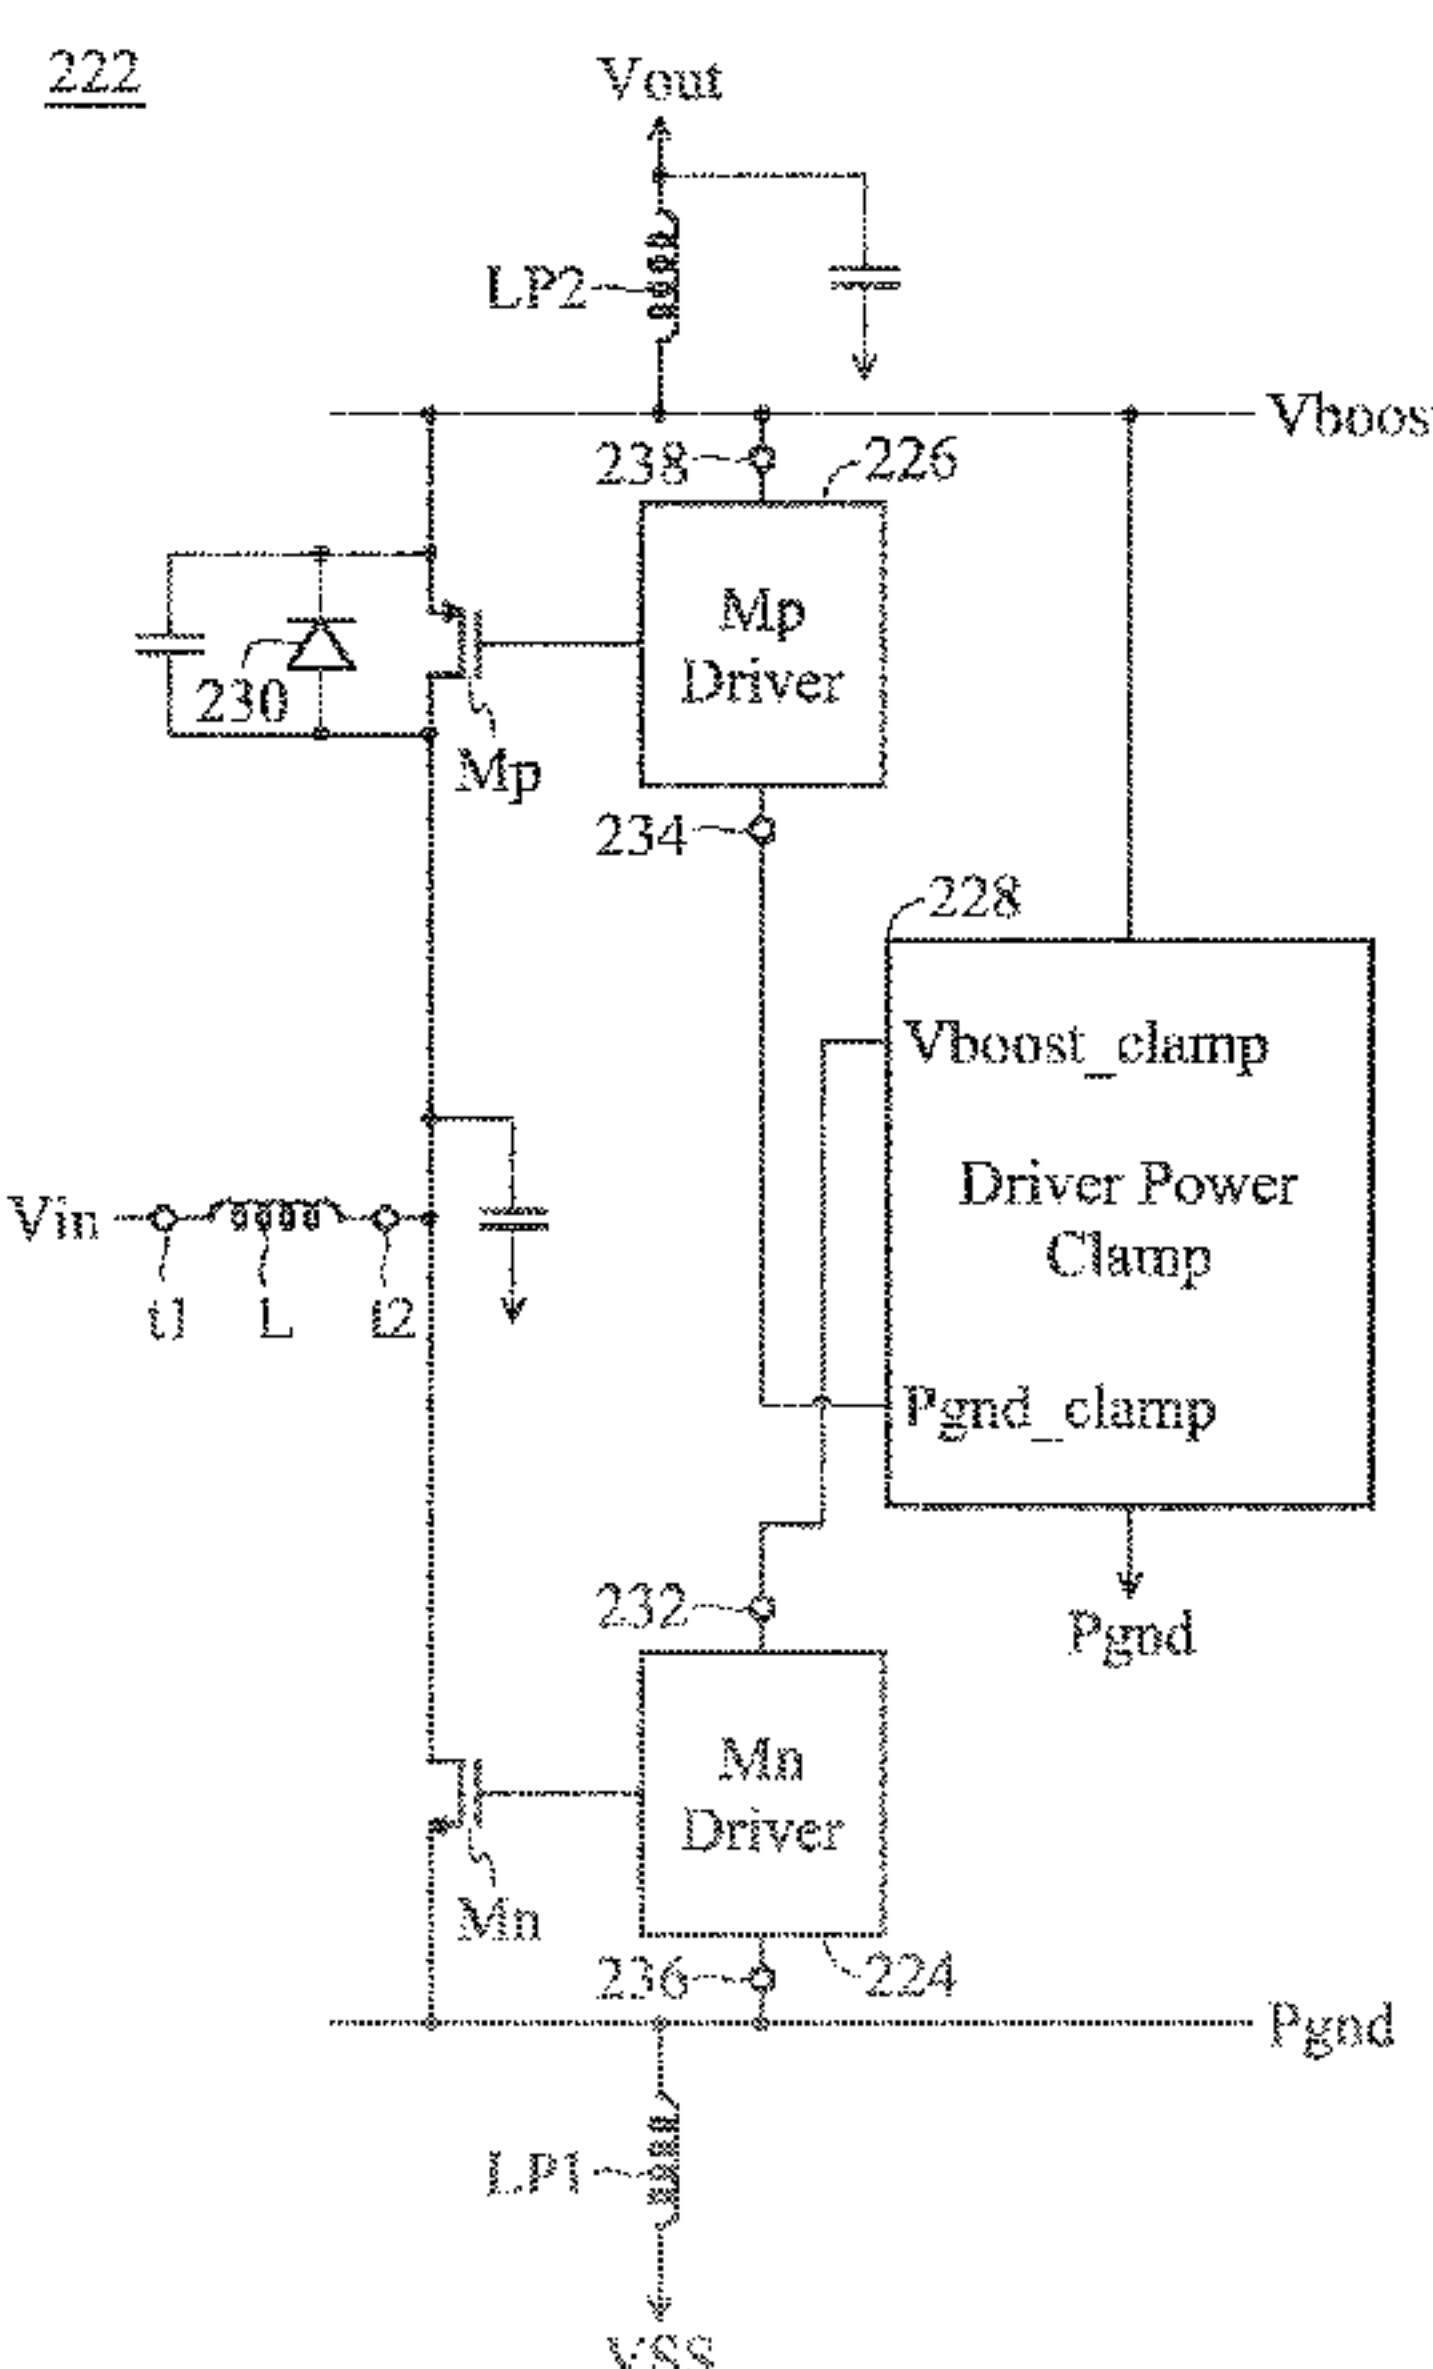 222
Vout
LP2
Vboos
238
226
Mp
Driver
230
Mp
234
228
Vboost_clamp
Driver Power
Clamp
Vin
t1
L
t2
Pgnd_clamp
232
Pgnd
Mn
Driver
Mn
236
224
Pgnd
LP1
VSS